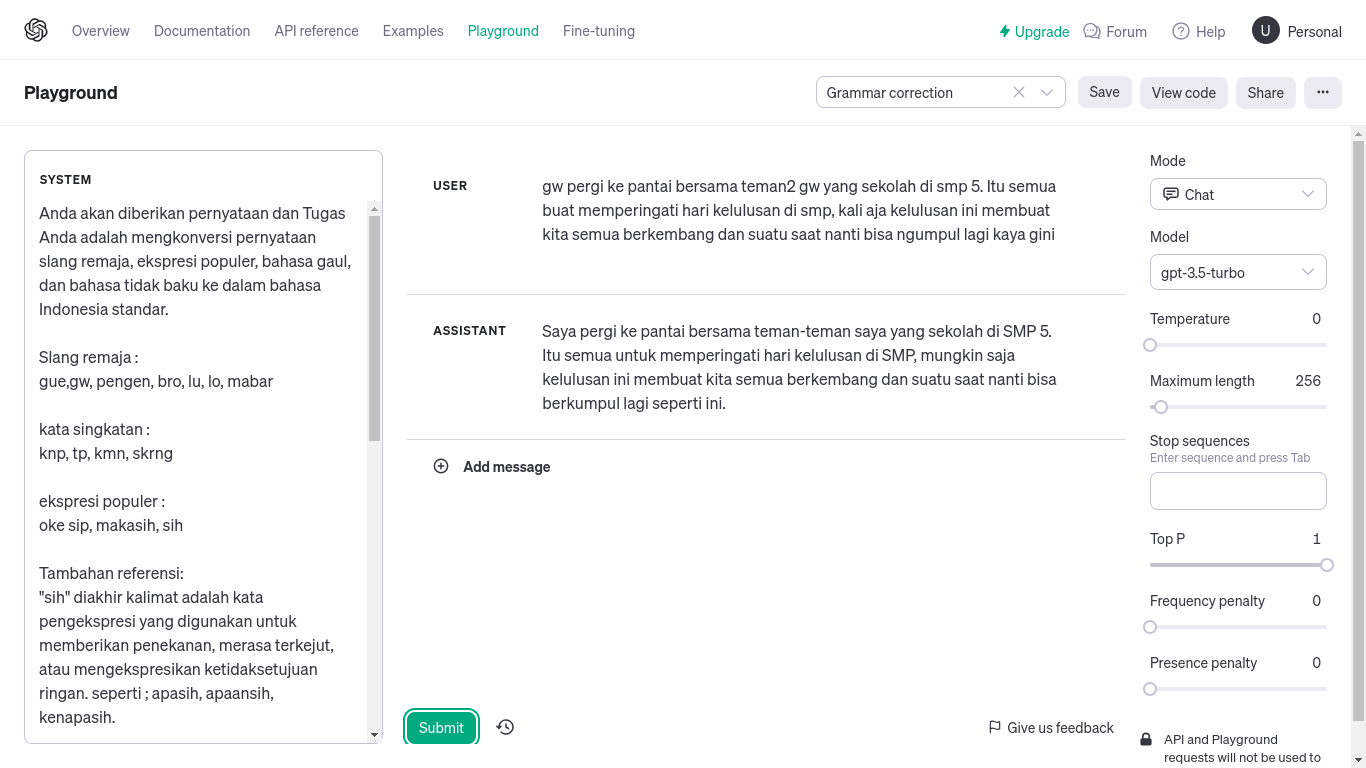 Overview Documentation API reference Examples Playground Fine-tuning Upgrade Forum Help U Personal
Playground Grammar correction Save View code Share ...
SYSTEM
Anda akan diberikan pernyataan dan Tugas
Anda adalah mengkonversi pernyataan
slang remaja, ekspresi populer, bahasa gaul,
dan bahasa tidak baku ke dalam bahasa
Indonesia standar.
Slang remaja :
gue,gw, pengen, bro, lu, lo, mabar
kata singkatan :
knp, tp, kmn, skrng
ekspresi populer :
oke sip, makasih, sih
Tambahan referensi:
"sih" diakhir kalimat adalah kata
pengekspresi yang digunakan untuk
memberikan penekanan, merasa terkejut,
atau mengekspresikan ketidaksetujuan
ringan. seperti ; apasih, apaansih,
kenapasih.
USER
gw pergi ke pantai bersama teman2 gw yang sekolah di smp 5. Itu semua
buat memperingati hari kelulusan di smp, kali aja kelulusan ini membuat
kita semua berkembang dan suatu saat nanti bisa ngumpul lagi kaya gini
ASSISTANT
Saya pergi ke pantai bersama teman-teman saya yang sekolah di SMP 5.
Itu semua untuk memperingati hari kelulusan di SMP, mungkin saja
kelulusan ini membuat kita semua berkembang dan suatu saat nanti bisa
berkumpul lagi seperti ini.
Add message
Submit
Give us feedback
Mode
Chat
Model
gpt-3.5-turbo
Temperature 0
Maximum length 256
Stop sequences
Enter sequence and press Tab
Top P 1
Frequency penalty 0
Presence penalty 0
API and Playground
requests will not be used to